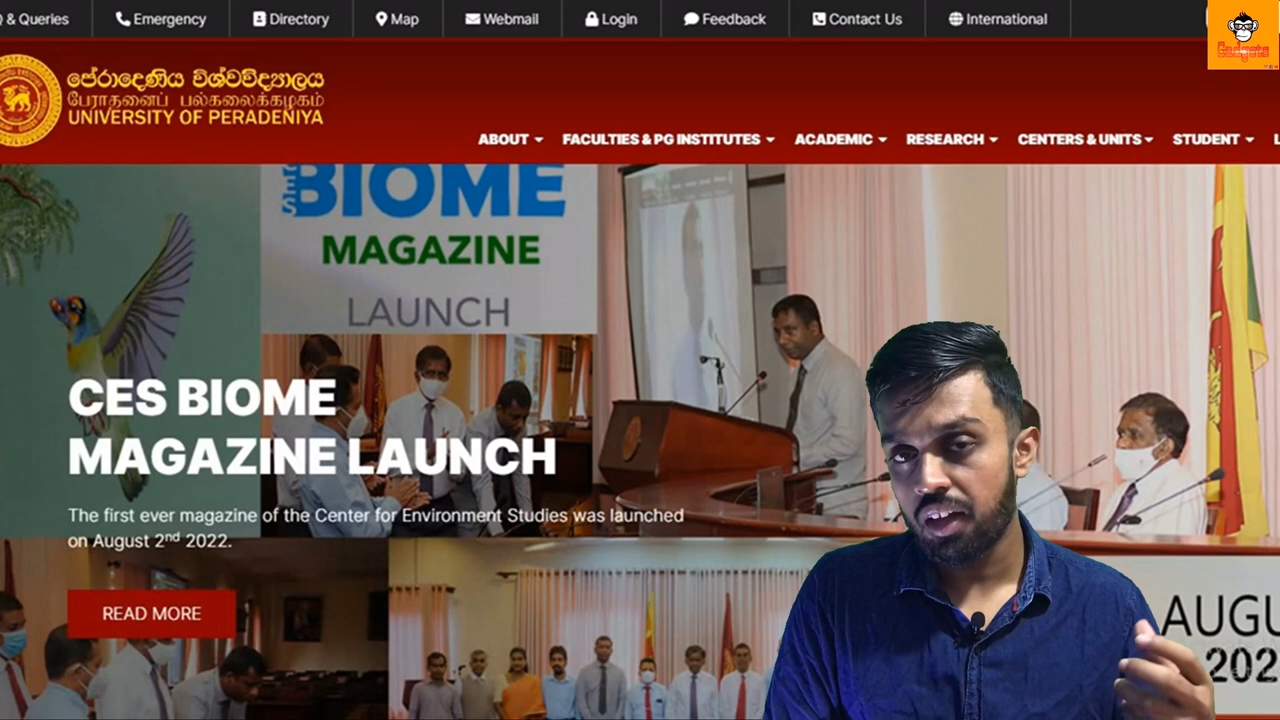 & Queries
Emergency
Directory
Map
Webmail
Login
Feedback
Contact Us
International
Gadgets
පේරාදෙණිය විශ්වවිද්‍යාලය
பேராதனைப் பல்கலைக்கழகம்
UNIVERSITY OF PERADENIYA
ABOUT
FACULTIES & PG INSTITUTES
ACADEMIC
RESEARCH
CENTERS & UNITS
STUDENT
CES BIOME
MAGAZINE
LAUNCH
CES BIOME
MAGAZINE LAUNCH
The first ever magazine of the Center for Environment Studies was launched
on August 2nd 2022.
READ MORE
AUGU
202